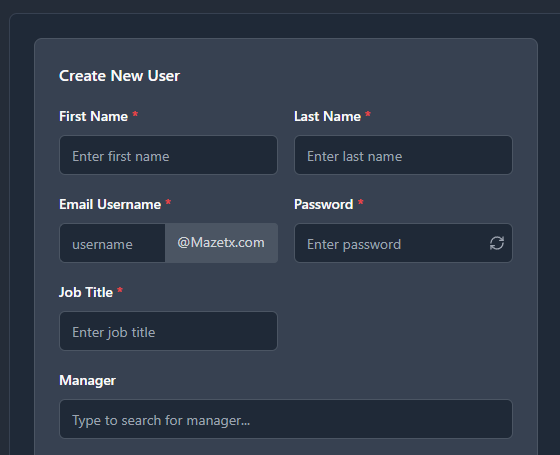 Create New User
First Name * Last Name *
Enter first name Enter last name
Email Username * Password *
username @Mazetx.com Enter password
Job Title *
Enter job title
Manager
Type to search for manager...